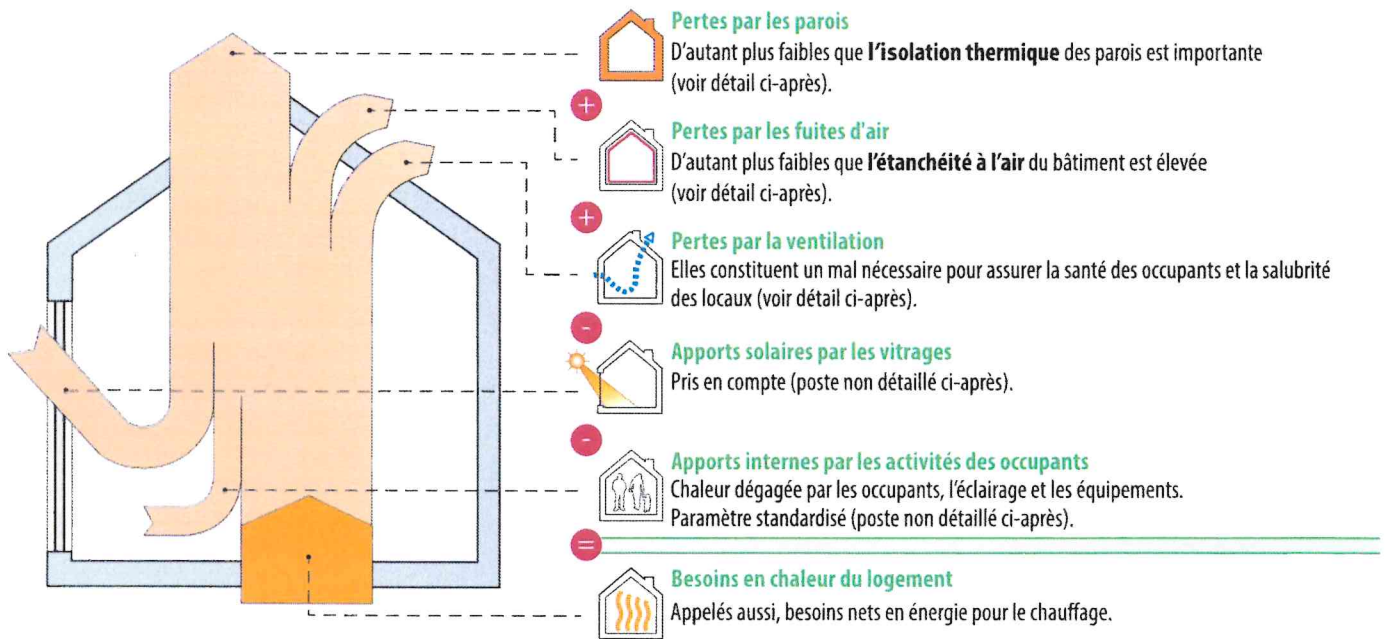 Pertes par les parois
D'autant plus faibles que l'isolation thermique des parois est importante
(voir détail ci-après).
+
Pertes par les fuites d'air
D'autant plus faibles que l'étanchéité à l'air du bâtiment est élevée
(voir détail ci-après).
+
Pertes par la ventilation
Elles constituent un mal nécessaire pour assurer la santé des occupants et la salubrité
des locaux (voir détail ci-après).
-
Apports solaires par les vitrages
Pris en compte (poste non détaillé ci-après).
-
Apports internes par les activités des occupants
Chaleur dégagée par les occupants, l'éclairage et les équipements.
Paramètre standardisé (poste non détaillé ci-après).
=
Besoins en chaleur du logement
Appelés aussi, besoins nets en énergie pour le chauffage.